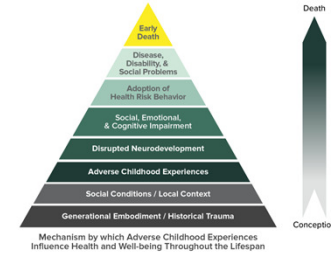 Death
Early
Death
Disease,
Disability, &
Social Problems
Adoption of
Health Risk Behavior
Social, Emotional,
& Cognitive Impairment
Disrupted Neurodevelopment
Adverse Childhood Experiences
Social Conditions / Local Context
Generational Embodiment / Historical Trauma
Conceptio
Mechanism by which Adverse Childhood Experiences
Influence Health and Well-being Throughout the Lifespan